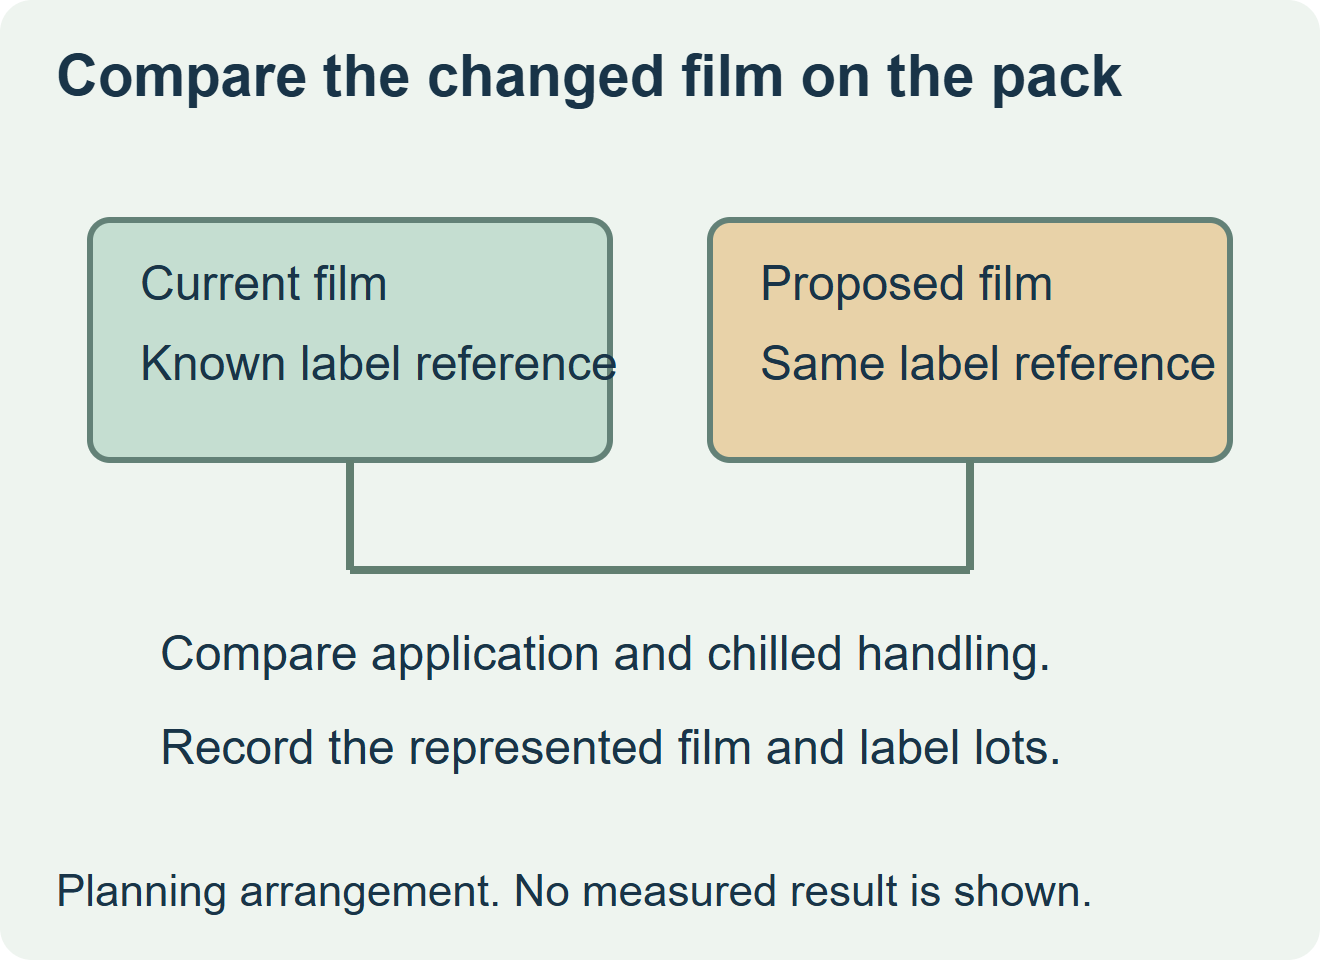 Compare the changed film on the pack
Current film
Known label reference
Proposed film
Same label reference
Compare application and chilled handling.
Record the represented film and label lots.
Planning arrangement. No measured result is shown.